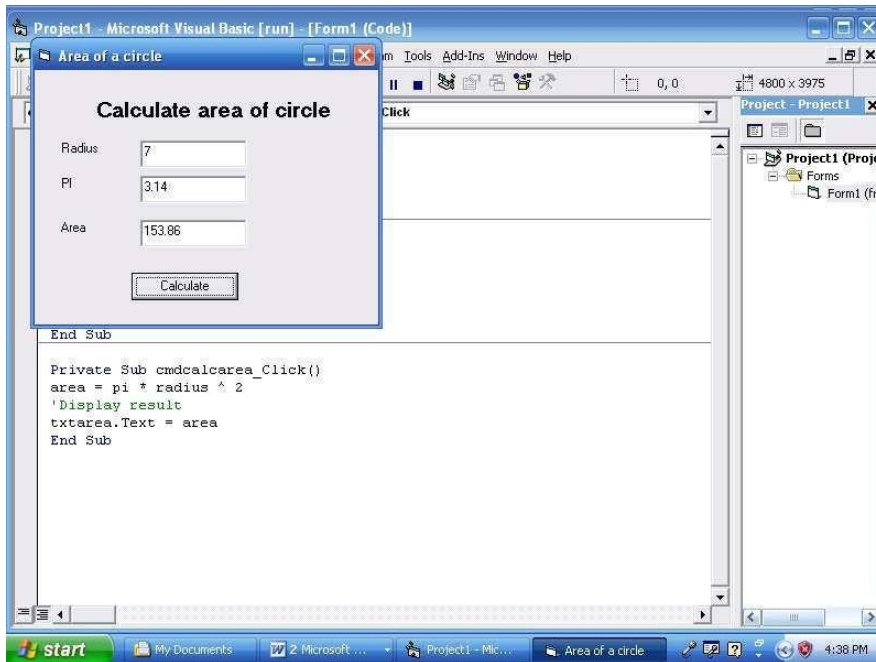 Project1 - Microsoft Visual Basic [run] - [Form1 (Code)]
Area of a circle
Tools Add-Ins Window Help
0, 0
4800 x 3975
Calculate area of circle
Click
Project - Project1
Radius
7
PI
3.14
Area
153.86
Calculate
Project1 (Proje
Forms
Form1 (fr
End Sub
Private Sub cmdcalcarea_Click()
area = pi * radius ^ 2
'Display result
txtarea.Text = area
End Sub
start
My Documents
2 Microsoft ...
Project1 - Mic...
Area of a circle
4:38 PM